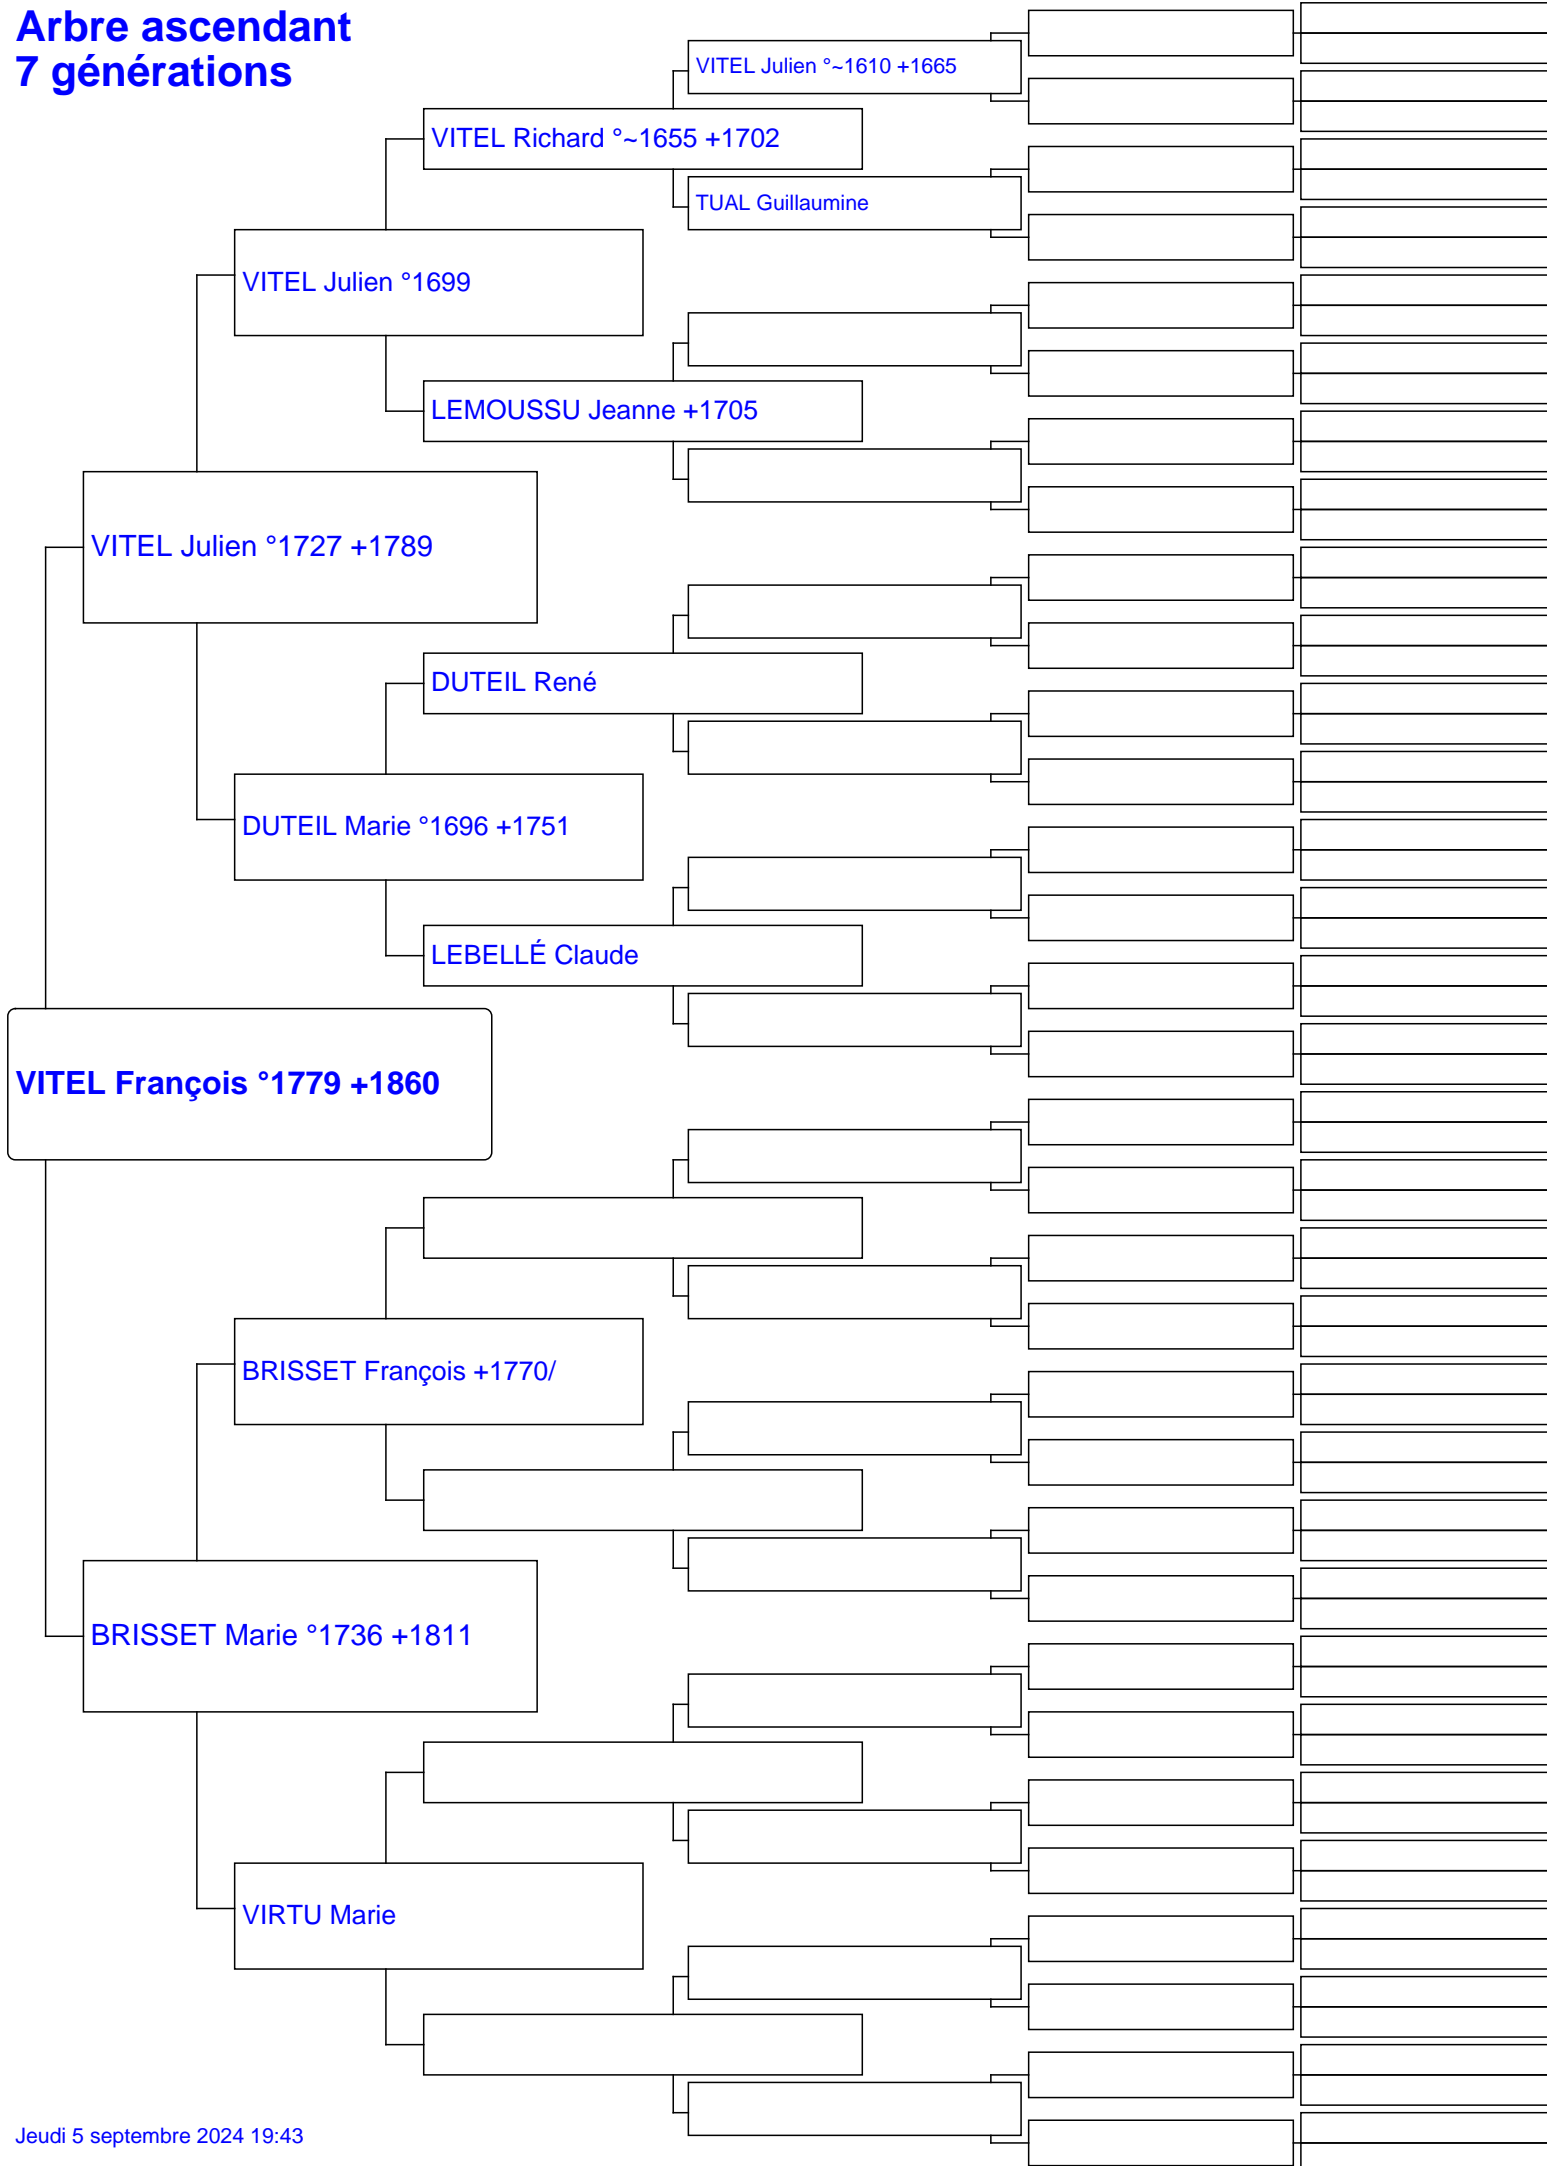 Arbre ascendant
7 générations
VITEL Julien °~1610 +1665
VITEL Richard °~1655 +1702
TUAL Guillaumine
VITEL Julien °1699
LEMOUSSU Jeanne +1705
VITEL Julien °1727 +1789
DUTEIL René
DUTEIL Marie °1696 +1751
LEBELLÉ Claude
VITEL François °1779 +1860
BRISSET François +1770/
BRISSET Marie °1736 +1811
VIRTU Marie
Jeudi 5 septembre 2024 19:43